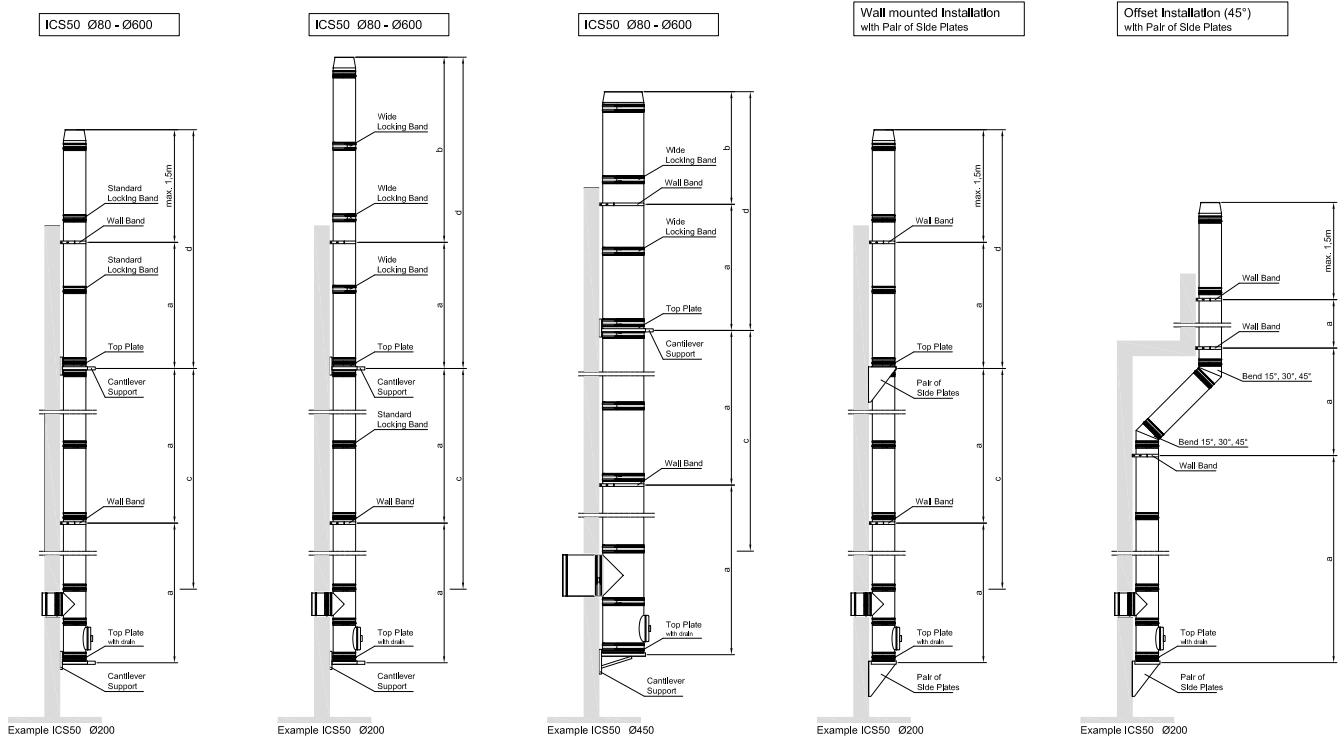 ICS50 Ø80 - Ø600
max. 1,5m
d
Standard
Locking Band
Wall Band
Standard
Locking Band
a
Top Plate
Cantilever
Support
a
c
Wall Band
a
Top Plate
with drain
Cantilever
Support
Example ICS50 Ø200
ICS50 Ø80 - Ø600
Wide
Locking Band
b
d
Wide
Locking Band
Wide
Locking Band
a
Top Plate
Cantilever
Support
Standard
Locking Band
a
c
Wall Band
a
Top Plate
with drain
Cantilever
Support
Example ICS50 Ø200
ICS50 Ø80 - Ø600
b
Wide
Locking Band
Wall Band
d
Wide
Locking Band
a
Top Plate
Cantilever
Support
a
c
Wall Band
a
Top Plate
with drain
Cantilever
Support
Example ICS50 Ø450
Wall mounted Installation
with Pair of Side Plates
max. 1,5m
Wall Band
d
a
Top Plate
Pair of
Side Plates
a
c
Wall Band
a
Top Plate
with drain
Pair of
Side Plates
Example ICS50 Ø200
Offset Installation (45°)
with Pair of Side Plates
max. 1,5m
Wall Band
a
Wall Band
Bend 15°, 30°, 45°
a
Bend 15°, 30°, 45°
Wall Band
a
Top Plate
with drain
Pair of
Side Plates
Example ICS50 Ø200